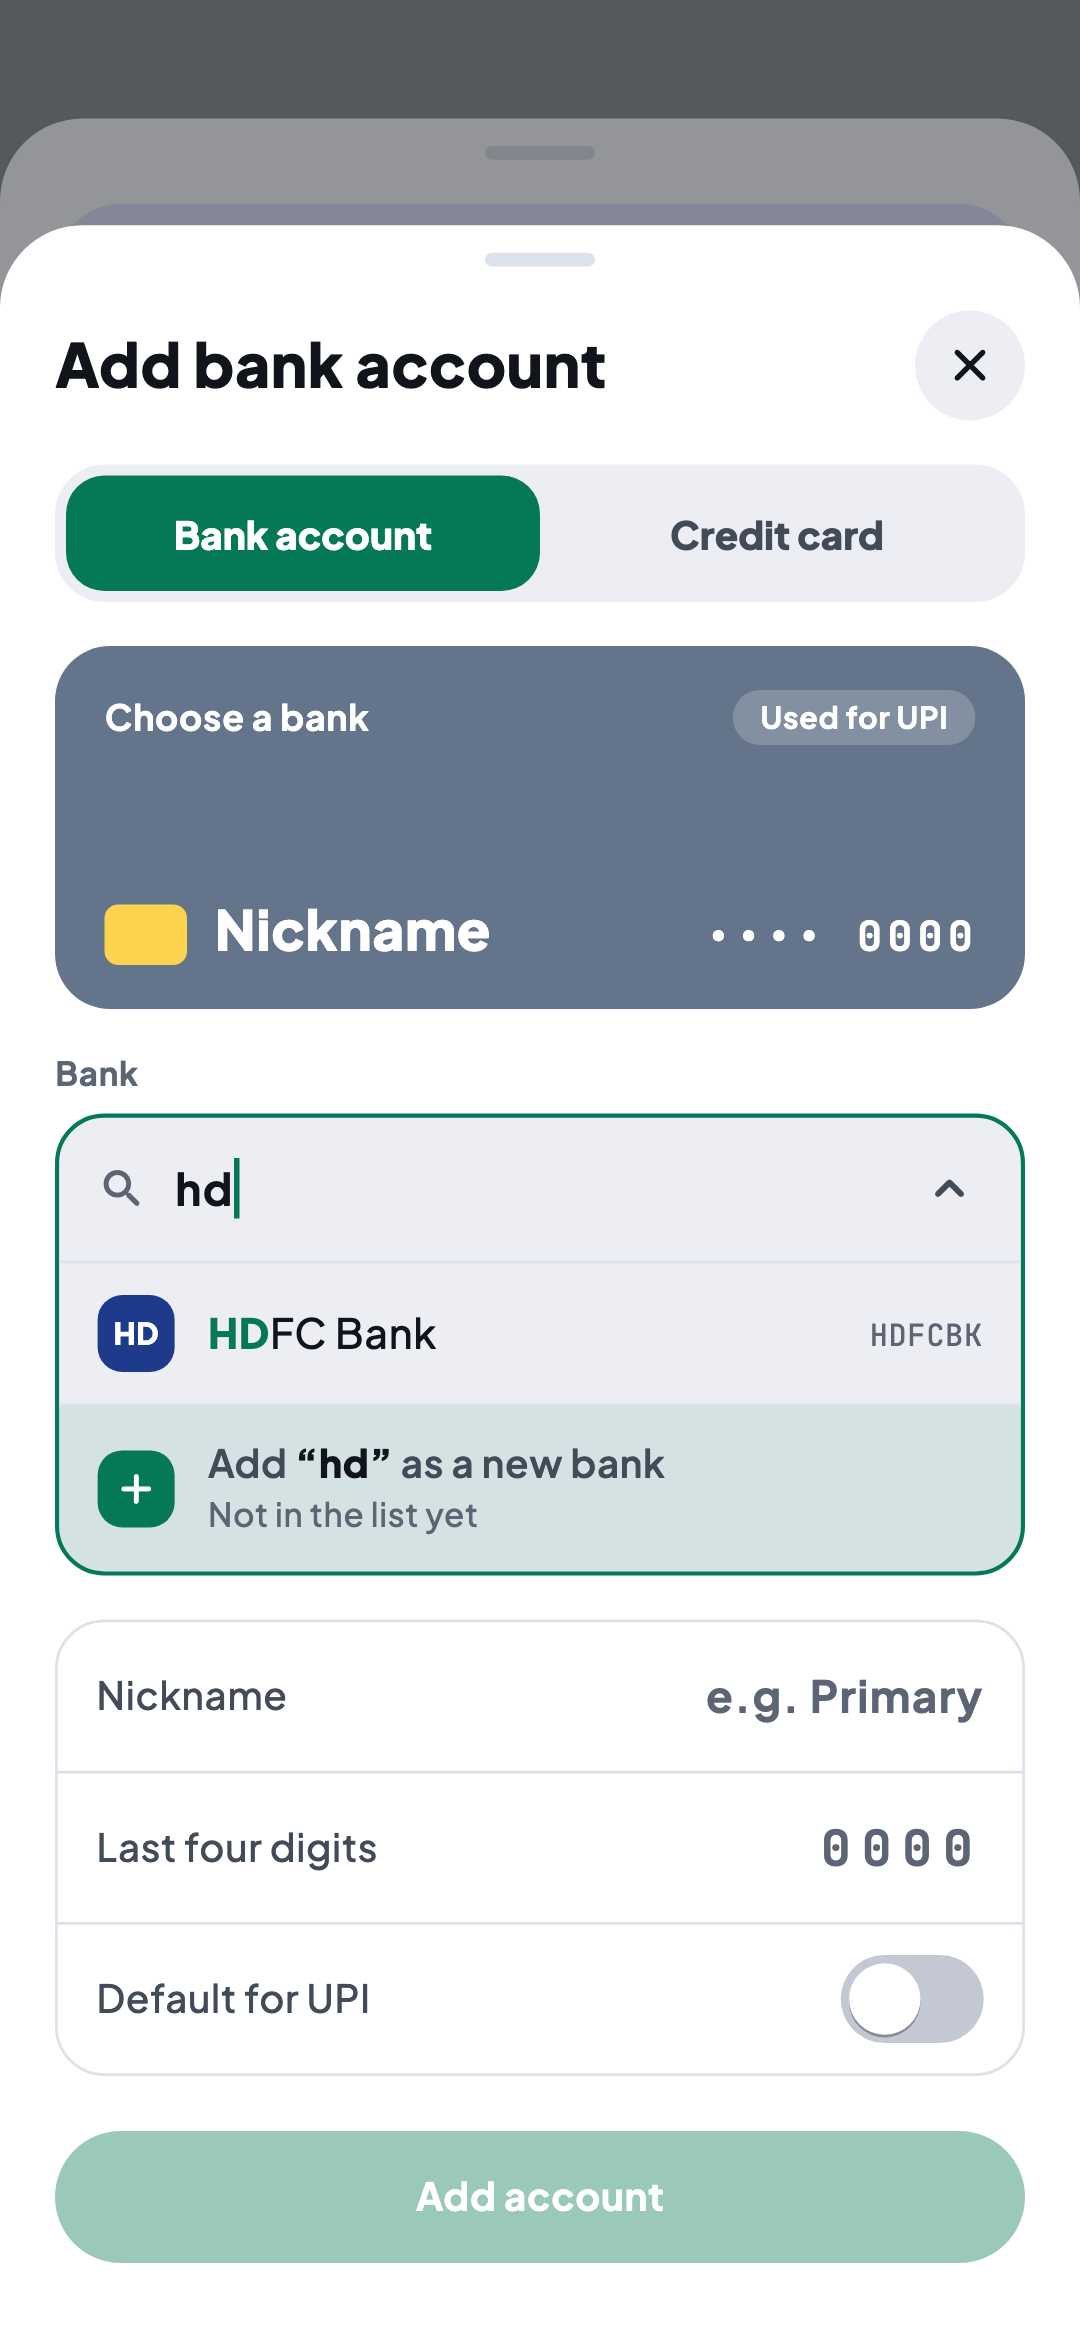 Add bank account
Bank account
Credit card
Choose a bank
Used for UPI
Nickname
•••• 0000
Bank
hd
HD
HDFC Bank
HDFCBK
Add “hd” as a new bank
Not in the list yet
Nickname
e.g. Primary
Last four digits
0000
Default for UPI
Add account